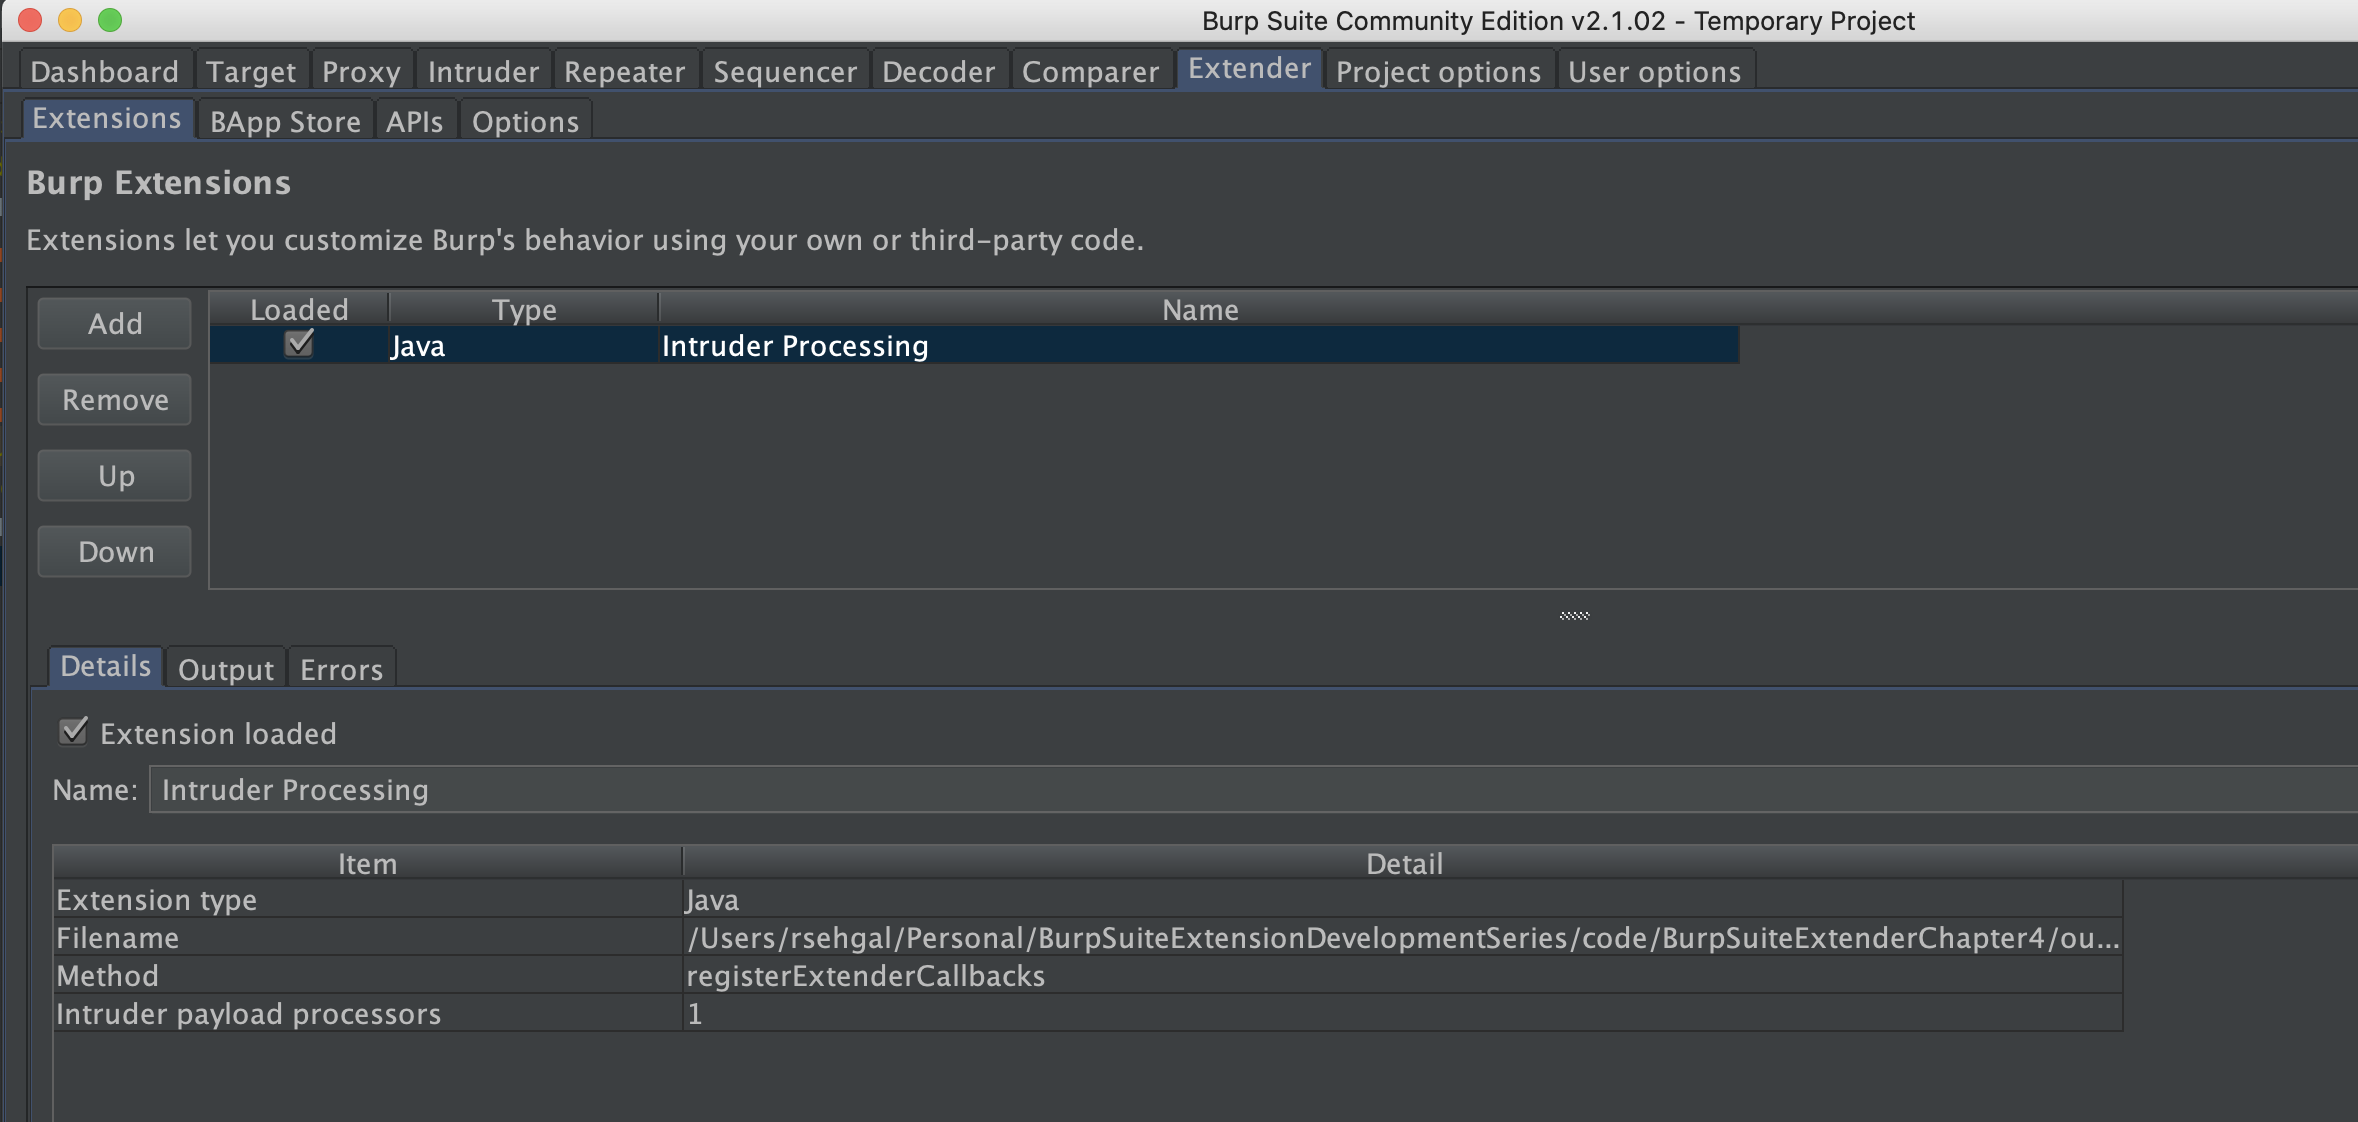 Burp Suite Community Edition v2.1.02 - Temporary Project
Dashboard Target Proxy Intruder Repeater Sequencer Decoder Comparer Extender Project options User options
Extensions BApp Store APIs Options
Burp Extensions
Extensions let you customize Burp's behavior using your own or third-party code.
Add
Loaded Type Name
Java Intruder Processing
Remove
Up
Down
Details Output Errors
Extension loaded
Name: Intruder Processing
Item Detail
Extension type Java
Filename /Users/rsehgal/Personal/BurpSuiteExtensionDevelopmentSeries/code/BurpSuiteExtenderChapter4/ou...
Method registerExtenderCallbacks
Intruder payload processors 1